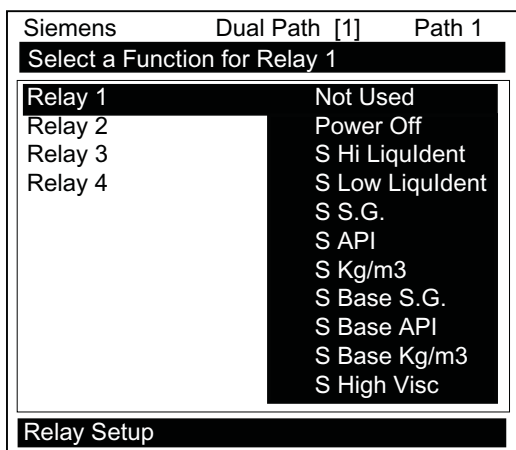 Siemens Dual Path [1] Path 1
Select a Function for Relay 1
Relay 1 Not Used
Relay 2 Power Off
Relay 3 S Hi LiquIdent
Relay 4 S Low LiquIdent
S S.G.
S API
S Kg/m3
S Base S.G.
S Base API
S Base Kg/m3
S High Visc
Relay Setup